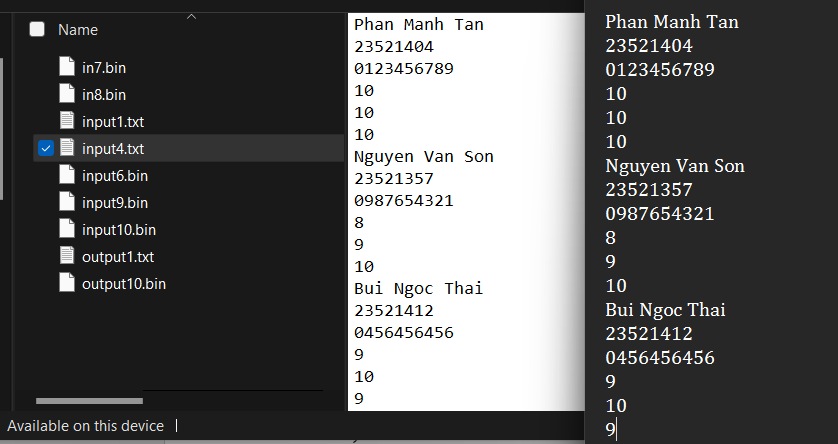 Name
in7.bin
in8.bin
input1.txt
input4.txt
input6.bin
input9.bin
input10.bin
output1.txt
output10.bin
Available on this device
Phan Manh Tan
23521404
0123456789
10
10
10
Nguyen Van Son
23521357
0987654321
8
9
10
Bui Ngoc Thai
23521412
0456456456
9
10
9
Phan Manh Tan
23521404
0123456789
10
10
10
Nguyen Van Son
23521357
0987654321
8
9
10
Bui Ngoc Thai
23521412
0456456456
9
10
9